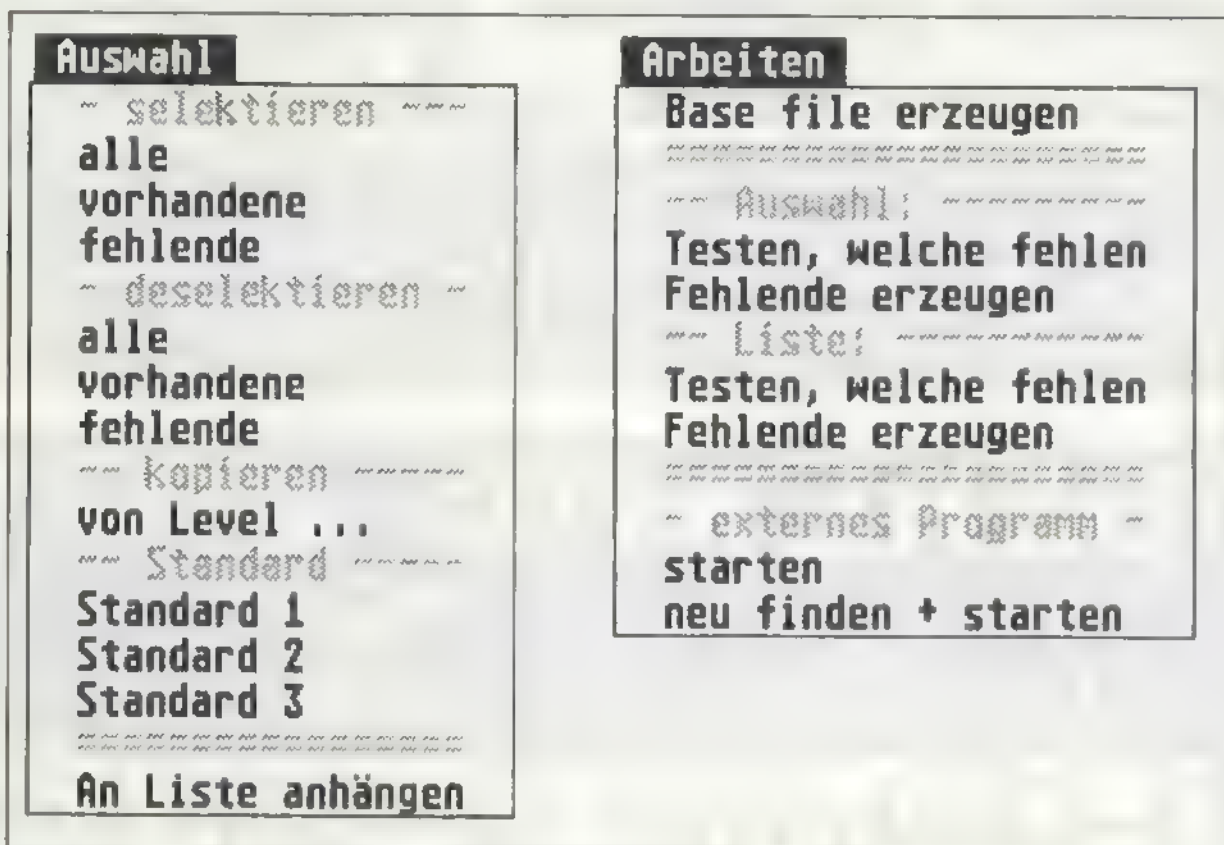 Auswahl
- selektieren ---
alle
vorhandene
fehlende
- deselektieren -
alle
vorhandene
fehlende
-- kopieren -----
von Level ...
-- Standard -----
Standard 1
Standard 2
Standard 3
=================
An Liste anhängen
Arbeiten
Base file erzeugen
=====================
-- Auswahl: ---------
Testen, welche fehlen
Fehlende erzeugen
-- Liste: -----------
Testen, welche fehlen
Fehlende erzeugen
=====================
- externes Programm -
starten
neu finden + starten